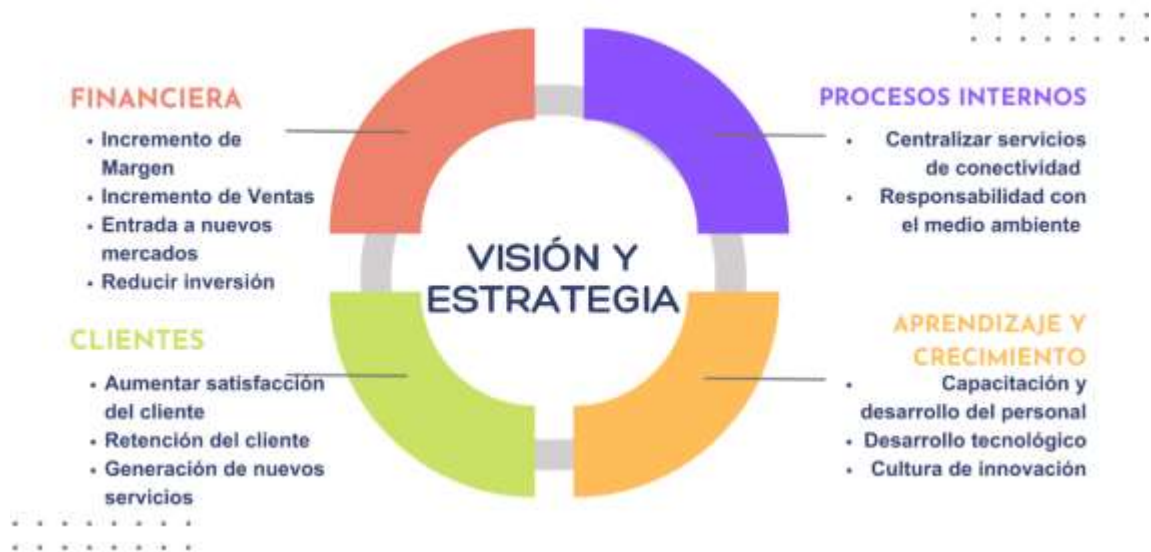 FINANCIERA
• Incremento de
Margen
• Incremento de Ventas
• Entrada a nuevos
mercados
• Reducir inversión
CLIENTES
• Aumentar satisfacción
del cliente
• Retención del cliente
• Generación de nuevos
servicios
VISIÓN Y
ESTRATEGIA
PROCESOS INTERNOS
• Centralizar servicios
de conectividad
• Responsabilidad con
el medio ambiente
APRENDIZAJE Y
CRECIMIENTO
• Capacitación y
desarrollo del personal
• Desarrollo tecnológico
• Cultura de innovación